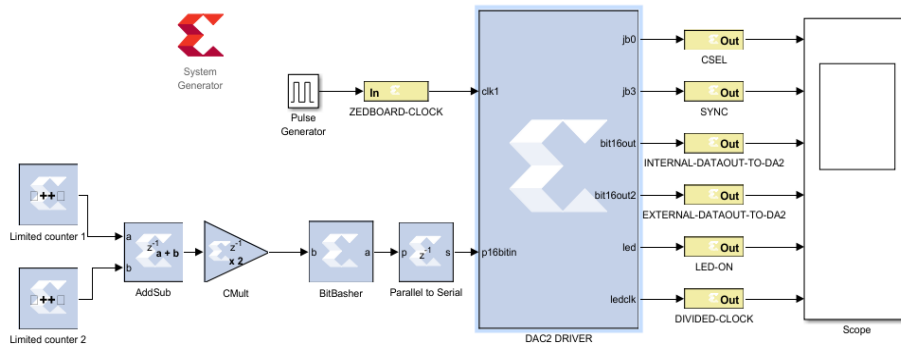 System
Generator
Pulse
Generator
In
ZEDBOARD-CLOCK
clk1
p16bitin
jb0
jb3
bit16out
bit16out2
led
ledclk
DAC2 DRIVER
Out
CSEL
Out
SYNC
Out
INTERNAL-DATAOUT-TO-DA2
Out
EXTERNAL-DATAOUT-TO-DA2
Out
LED-ON
Out
DIVIDED-CLOCK
Scope
++
Limited counter 1
++
Limited counter 2
a
b
z⁻¹
a + b
AddSub
z⁻¹
x 2
CMult
b
a
BitBasher
p
s
z⁻¹
Parallel to Serial